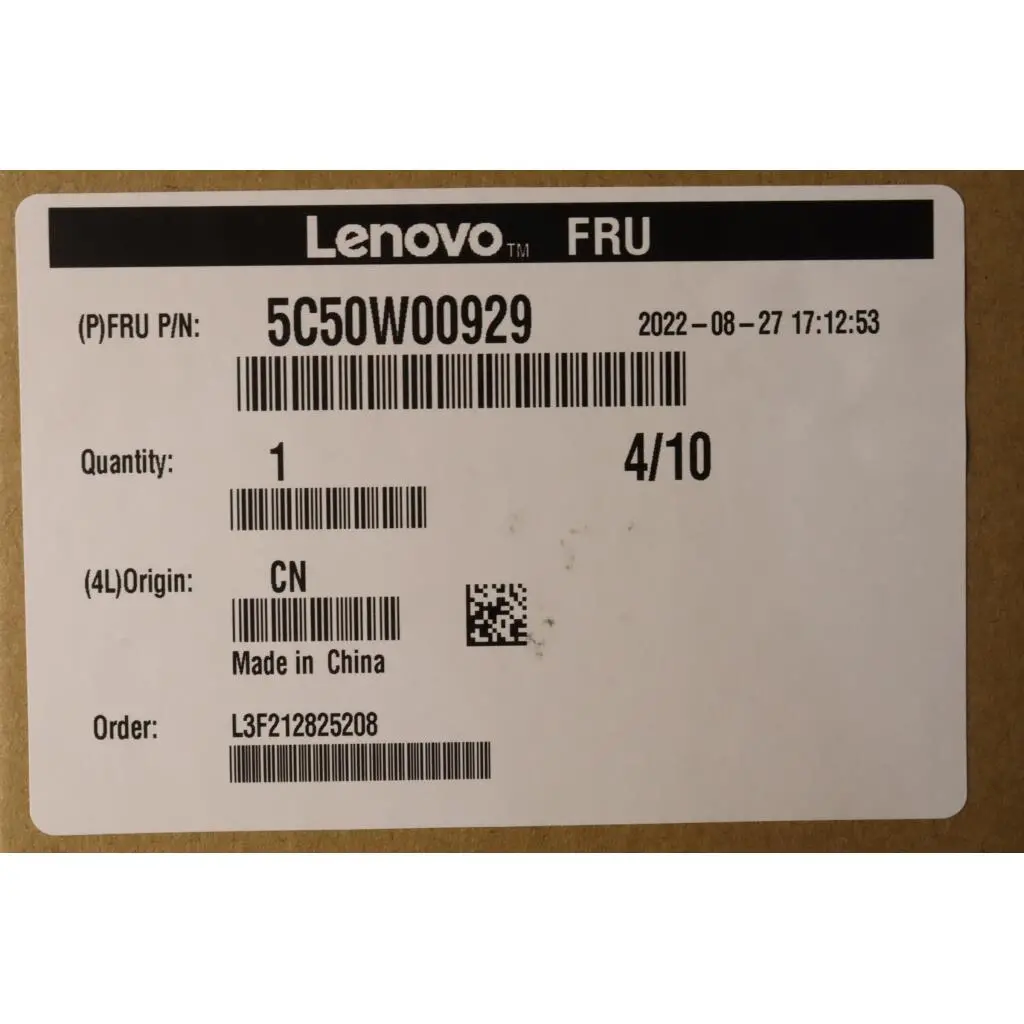 Lenovo™ FRU
(P)FRU P/N: 5C50W00929 2022-08-27 17:12:53
Quantity: 1 4/10
(4L)Origin: CN
Made in China
Order: L3F212825208